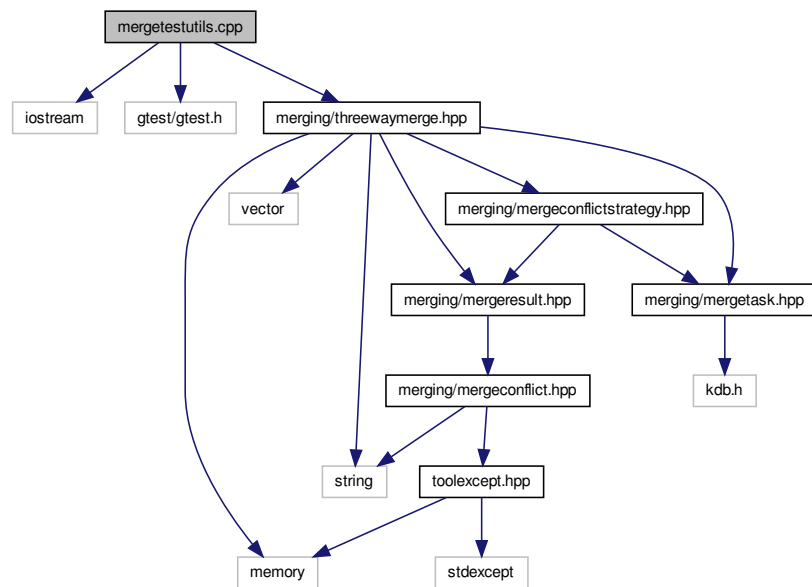 mergetestutils.cpp
iostream
gtest/gtest.h
merging/threewaymerge.hpp
vector
merging/mergeconflictstrategy.hpp
merging/mergeresult.hpp
merging/mergetask.hpp
merging/mergeconflict.hpp
kdb.h
string
toolexcept.hpp
memory
stdexcept